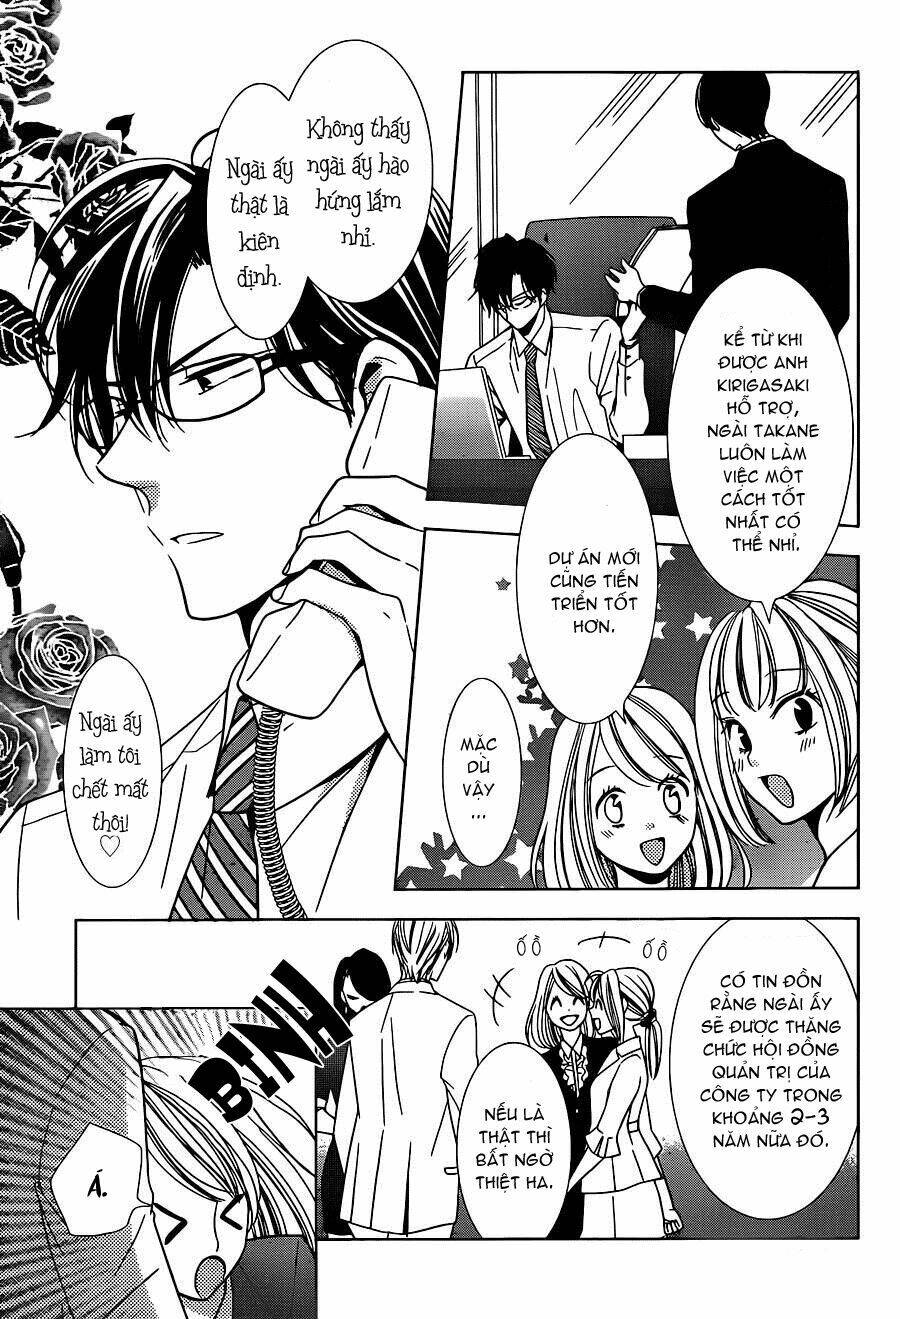 KỂ TỪ KHI
ĐƯỢC ANH
KIRIGASAKI
HỖ TRỢ,
NGÀI TAKANE
LUÔN LÀM
VIỆC MỘT
CÁCH TỐT
NHẤT CÓ
THỂ NHỈ.
DỰ ÁN MỚI
CŨNG TIẾN
TRIỂN TỐT
HƠN.
MẶC
DÙ
VẬY
...
Không thấy
ngài ấy hào
hứng lắm
nhỉ.
Ngài ấy
thật là
kiên
định.
Ngài ấy
làm tôi
chết mất
thôi!
♡
CÓ TIN ĐỒN
RẰNG NGÀI ẤY
SẼ ĐƯỢC THĂNG
CHỨC HỘI ĐỒNG
QUẢN TRỊ CỦA
CÔNG TY TRONG
KHOẢNG 2-3
NĂM NỮA ĐÓ.
Ố Ồ
Ố Ồ
NẾU LÀ
THẬT THÌ
BẤT NGỜ
THIỆT HA.
BINH
Á.